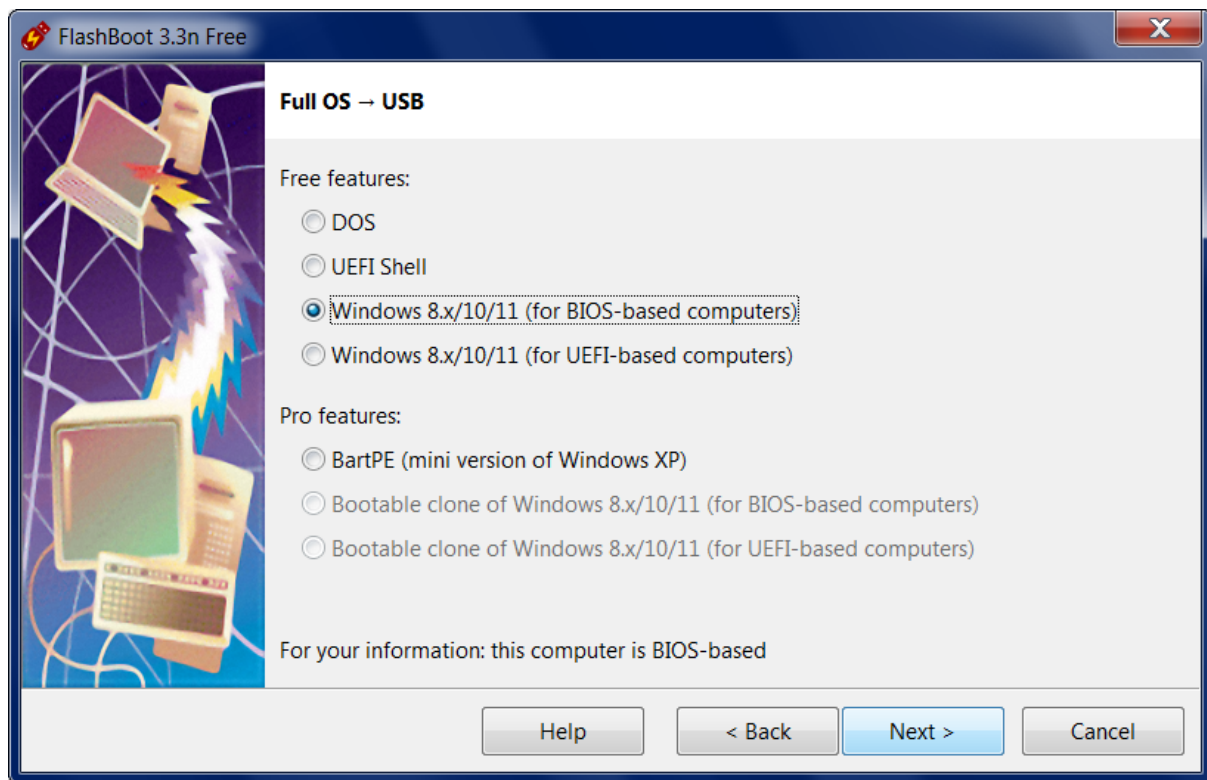 FlashBoot 3.3n Free
Full OS → USB
Free features:
DOS
UEFI Shell
Windows 8.x/10/11 (for BIOS-based computers)
Windows 8.x/10/11 (for UEFI-based computers)
Pro features:
BartPE (mini version of Windows XP)
Bootable clone of Windows 8.x/10/11 (for BIOS-based computers)
Bootable clone of Windows 8.x/10/11 (for UEFI-based computers)
For your information: this computer is BIOS-based
Help
< Back
Next >
Cancel